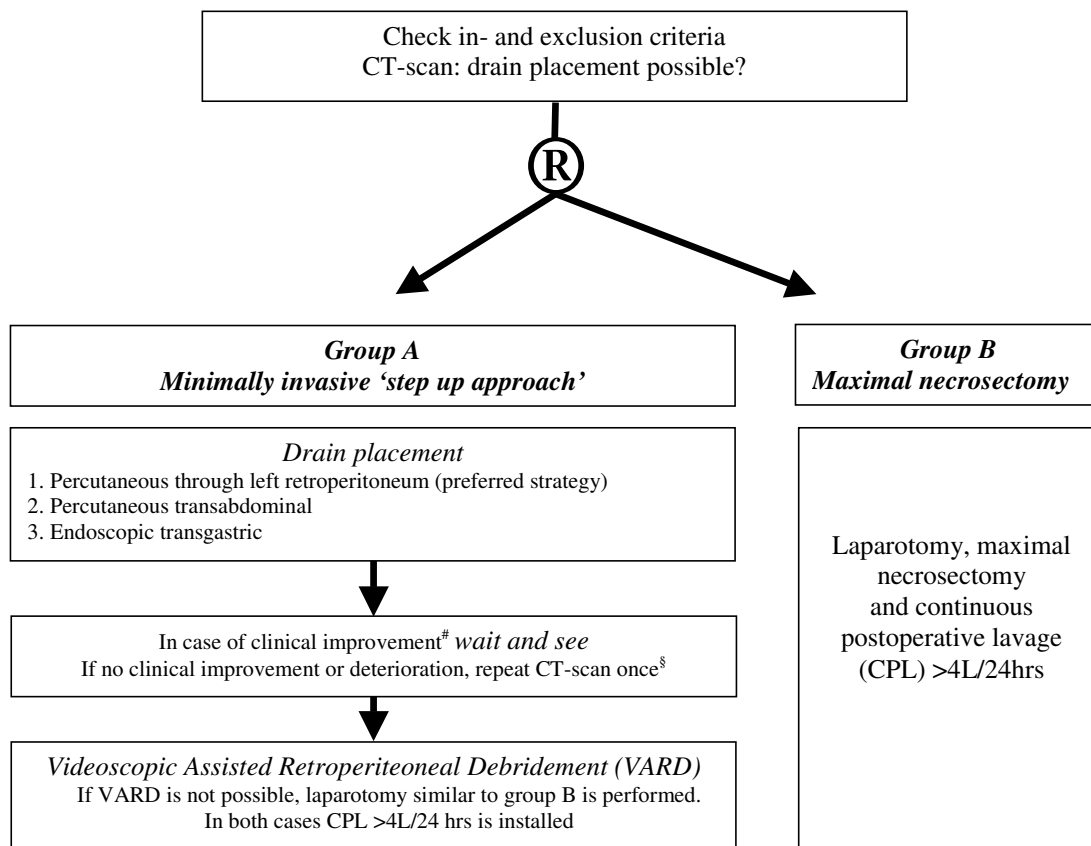 Check in- and exclusion criteria
CT-scan: drain placement possible?
R
Group A
Minimally invasive ‘step up approach’
Group B
Maximal necrosectomy
Drain placement
1. Percutaneous through left retroperitoneum (preferred strategy)
2. Percutaneous transabdominal
3. Endoscopic transgastric
In case of clinical improvement# wait and see
If no clinical improvement or deterioration, repeat CT-scan once§
Videoscopic Assisted Retroperiteoneal Debridement (VARD)
If VARD is not possible, laparotomy similar to group B is performed.
In both cases CPL >4L/24 hrs is installed
Laparotomy, maximal
necrosectomy
and continuous
postoperative lavage
(CPL) >4L/24hrs